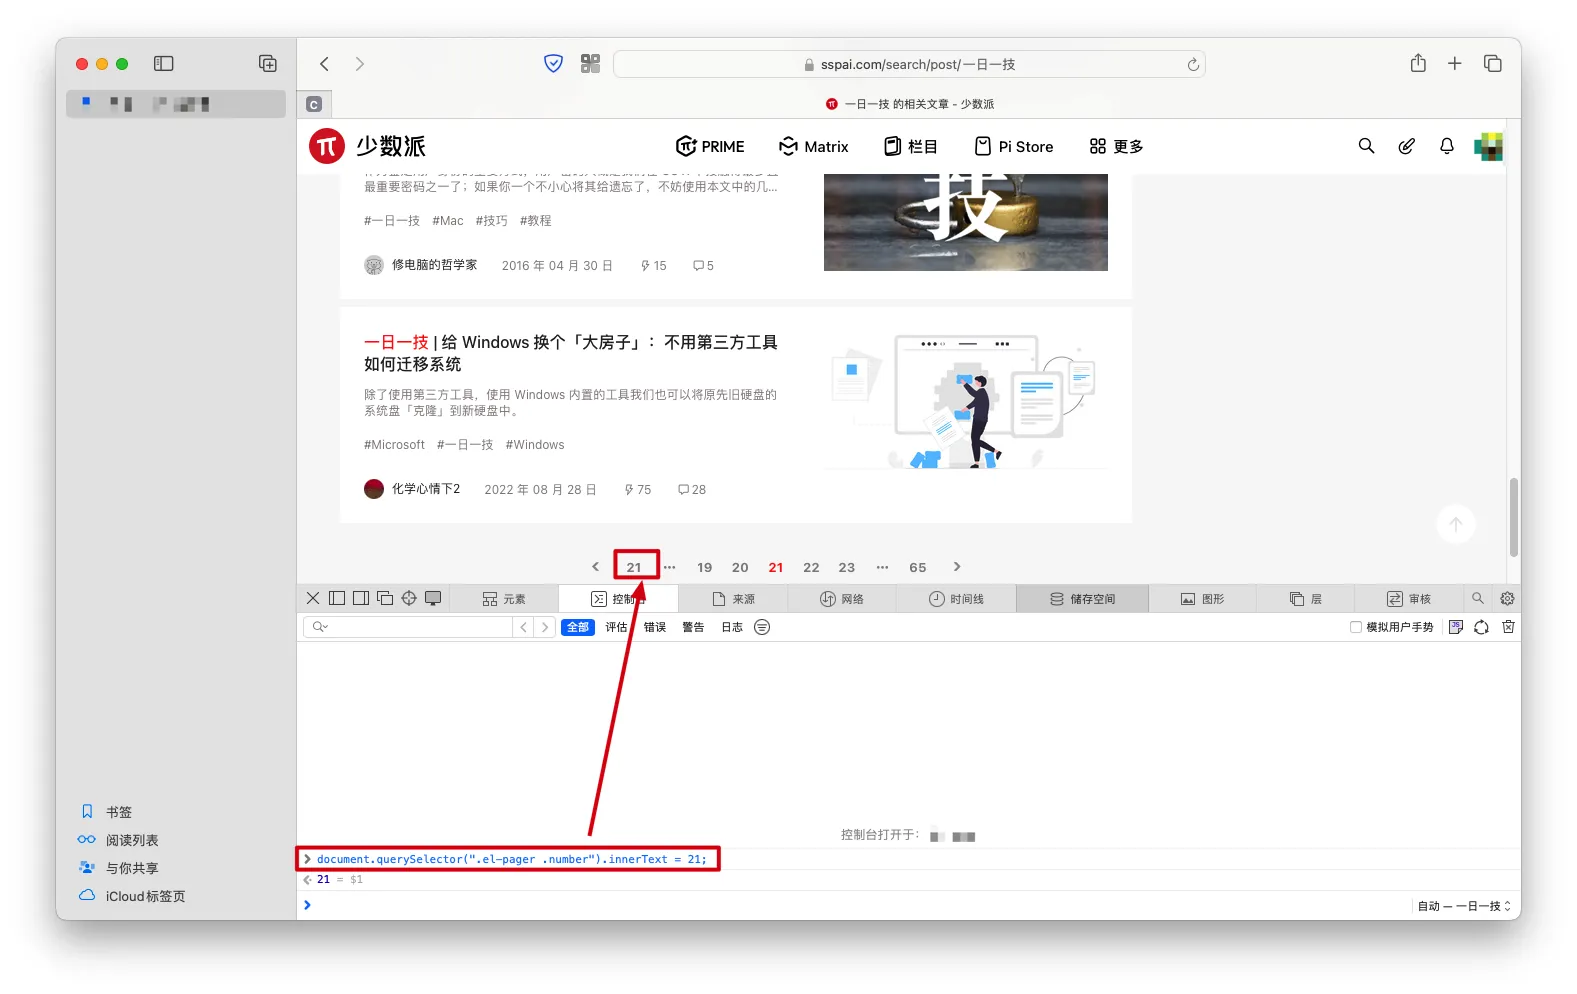 sspai.com/search/post/一日一技
C
一日一技 的相关文章 - 少数派
少数派
PRIME
Matrix
栏目
Pi Store
更多
最重要密码之一了；如果你一个不小心将其给遗忘了，不妨使用本文中的几...
#一日一技 #Mac #技巧 #教程
修电脑的哲学家 2016 年 04 月 30 日 15 5
技
一日一技 | 给 Windows 换个「大房子」：不用第三方工具
如何迁移系统
除了使用第三方工具，使用 Windows 内置的工具我们也可以将原先旧硬盘的
系统盘「克隆」到新硬盘中。
#Microsoft #一日一技 #Windows
化学心情下2 2022 年 08 月 28 日 75 28
21 ··· 19 20 21 22 23 ··· 65
元素 控制台 来源 网络 时间线 储存空间 图形 层 审核
全部 评估 错误 警告 日志
模拟用户手势
控制台打开于：
document.querySelector(".el-pager .number").innerText = 21;
21 = $1
自动 — 一日一技
书签
阅读列表
与你共享
iCloud标签页